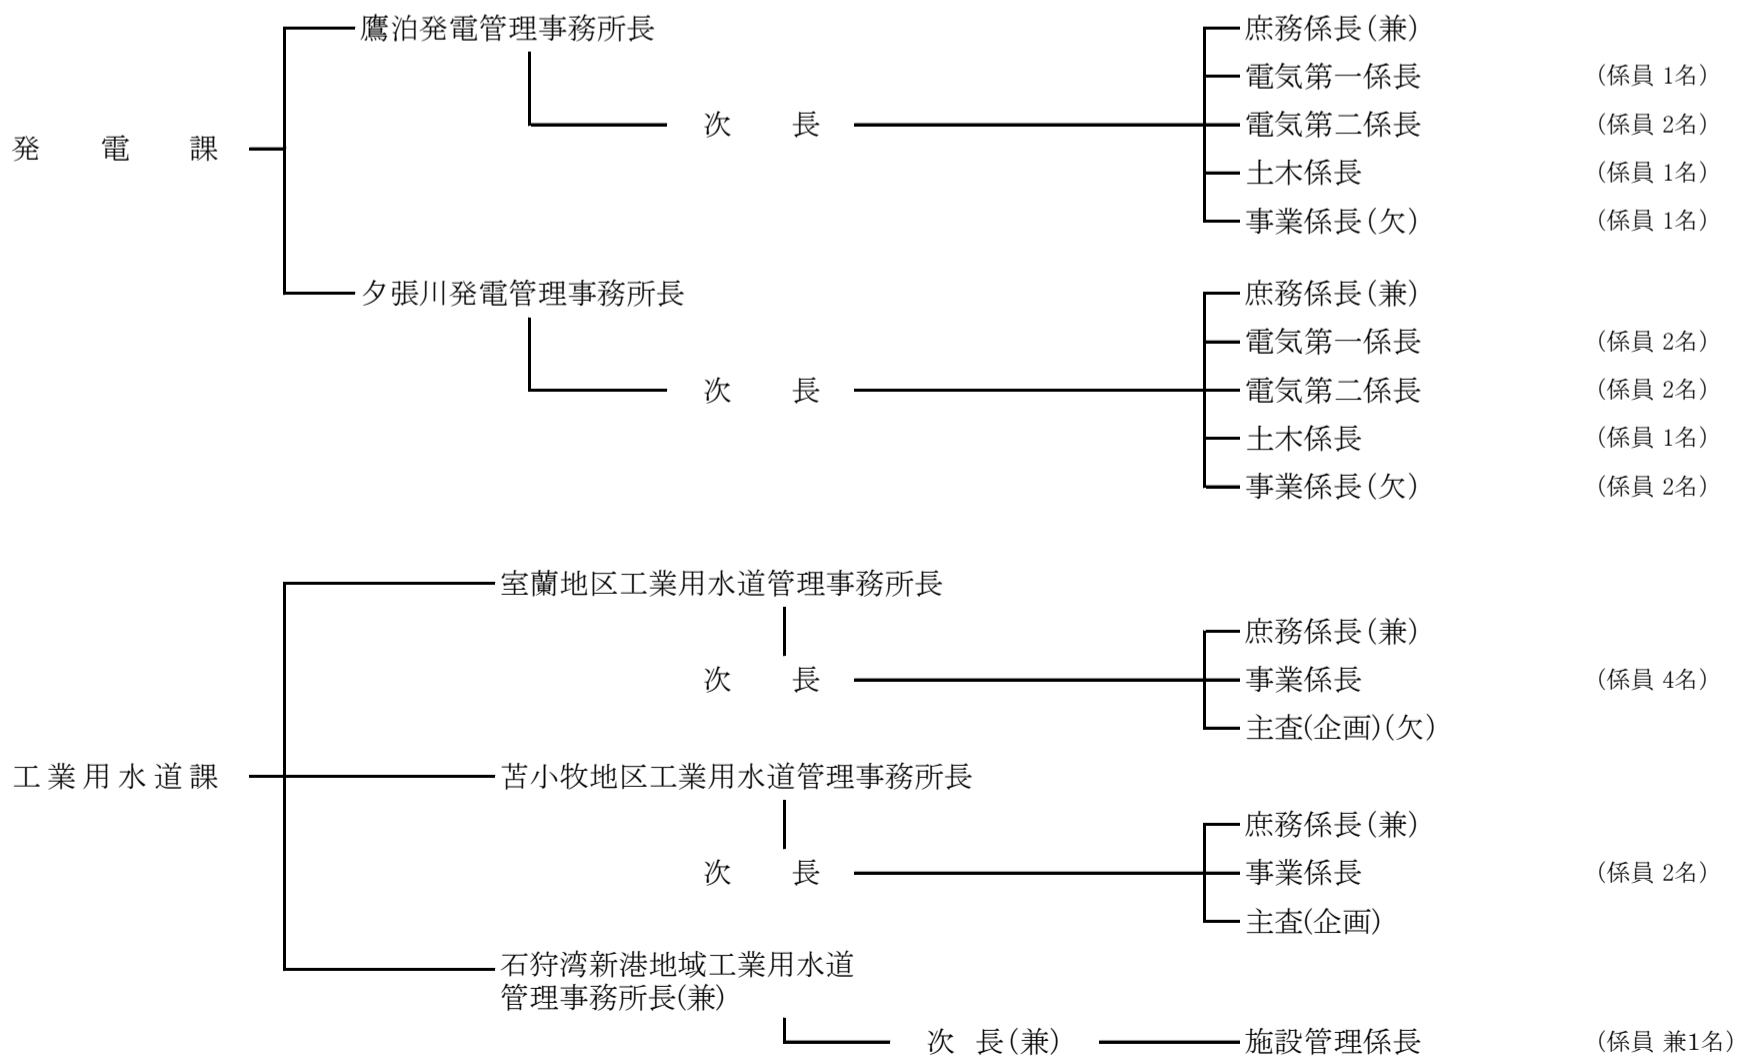 鷹泊発電管理事務所長
庶務係長(兼)
電気第一係長 (係員 1名)
次 長
電気第二係長 (係員 2名)
発 電 課
土木係長 (係員 1名)
事業係長(欠) (係員 1名)
夕張川発電管理事務所長
庶務係長(兼)
電気第一係長 (係員 2名)
次 長
電気第二係長 (係員 2名)
土木係長 (係員 1名)
事業係長(欠) (係員 2名)
室蘭地区工業用水道管理事務所長
庶務係長(兼)
次 長
事業係長 (係員 4名)
主査(企画)(欠)
工業用水道課
苫小牧地区工業用水道管理事務所長
庶務係長(兼)
次 長
事業係長 (係員 2名)
主査(企画)
石狩湾新港地域工業用水道
管理事務所長(兼)
次 長(兼)
施設管理係長 (係員 兼1名)